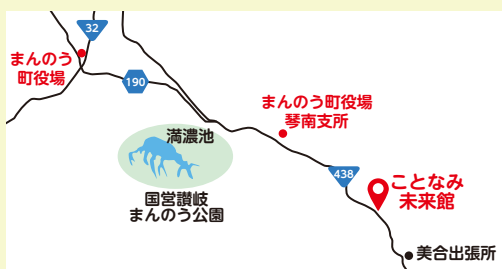 32
まんのう
町役場
190
まんのう町役場
琴南支所
満濃池
国営讃岐
まんのう公園
438
ことなみ
未来館
美合出張所